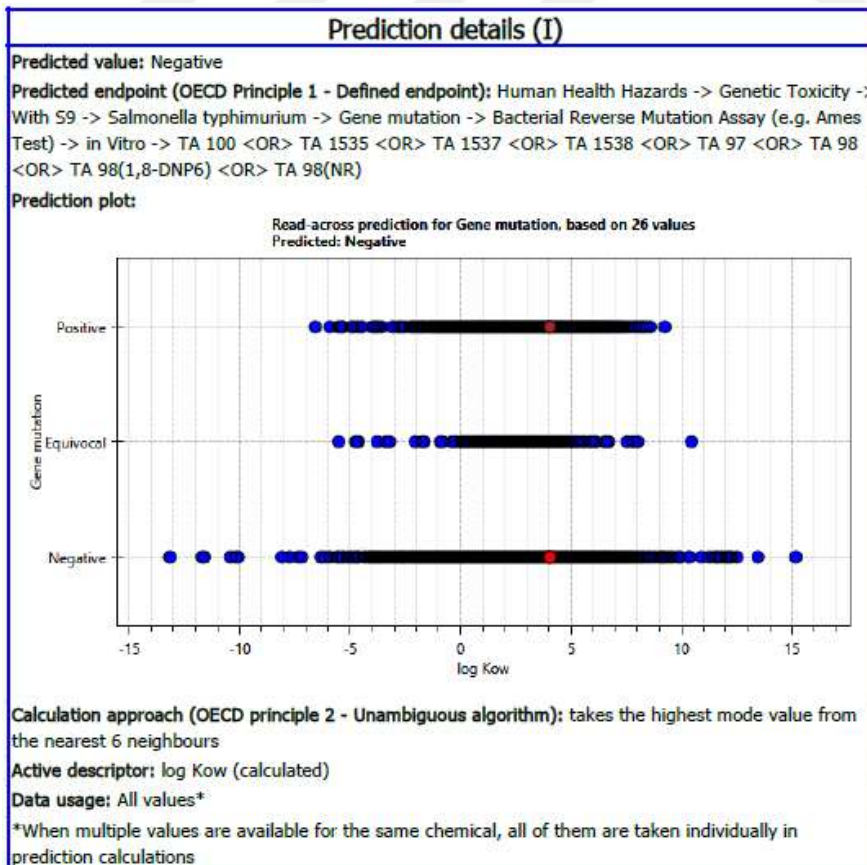 Prediction details (I)
Predicted value: Negative
Predicted endpoint (OECD Principle 1 - Defined endpoint): Human Health Hazards -> Genetic Toxicity ->
With S9 -> Salmonella typhimurium -> Gene mutation -> Bacterial Reverse Mutation Assay (e.g. Ames
Test) -> in Vitro -> TA 100 <OR> TA 1535 <OR> TA 1537 <OR> TA 1538 <OR> TA 97 <OR> TA 98
<OR> TA 98(1,8-DNP6) <OR> TA 98(NR)
Prediction plot:
Read-across prediction for Gene mutation, based on 26 values
Predicted: Negative
Positive
Equivocal
Negative
Gene mutation
-15 -10 -5 0 5 10 15
log Kow
Calculation approach (OECD principle 2 - Unambiguous algorithm): takes the highest mode value from
the nearest 6 neighbours
Active descriptor: log Kow (calculated)
Data usage: All values*
*When multiple values are available for the same chemical, all of them are taken individually in
prediction calculations